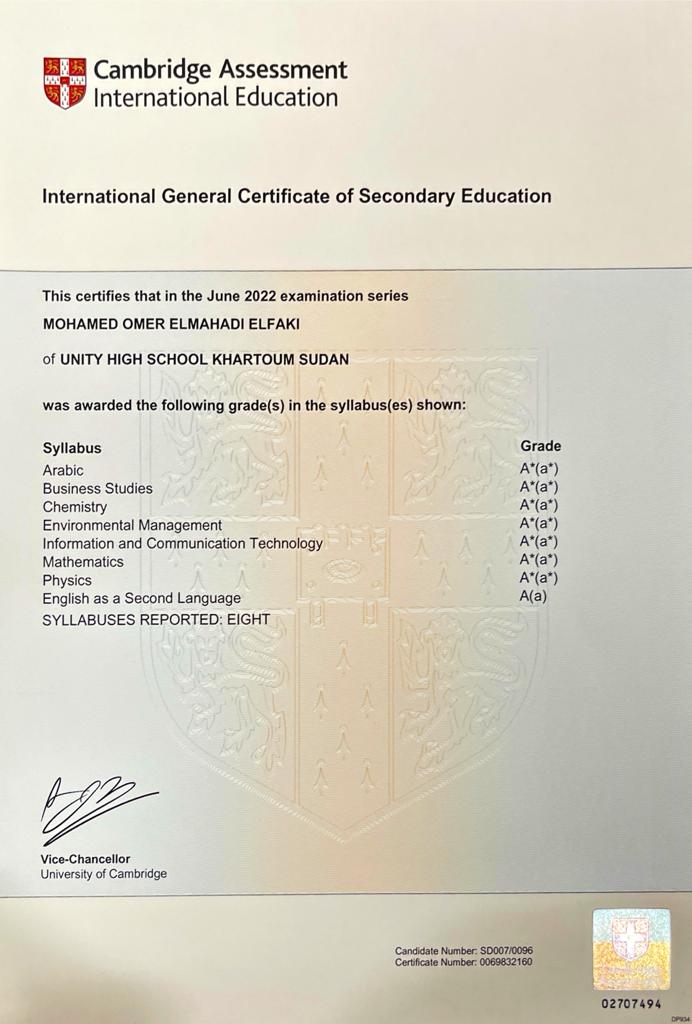 Cambridge Assessment
International Education
International General Certificate of Secondary Education
This certifies that in the June 2022 examination series
MOHAMED OMER ELMAHADI ELFAKI
of UNITY HIGH SCHOOL KHARTOUM SUDAN
was awarded the following grade(s) in the syllabus(es) shown:
Syllabus Grade
Arabic A*(a*)
Business Studies A*(a*)
Chemistry A*(a*)
Environmental Management A*(a*)
Information and Communication Technology A*(a*)
Mathematics A*(a*)
Physics A*(a*)
English as a Second Language A(a)
SYLLABUSES REPORTED: EIGHT
Vice-Chancellor
University of Cambridge
Candidate Number: SD007/0096
Certificate Number: 0069832160
02707494
DP934